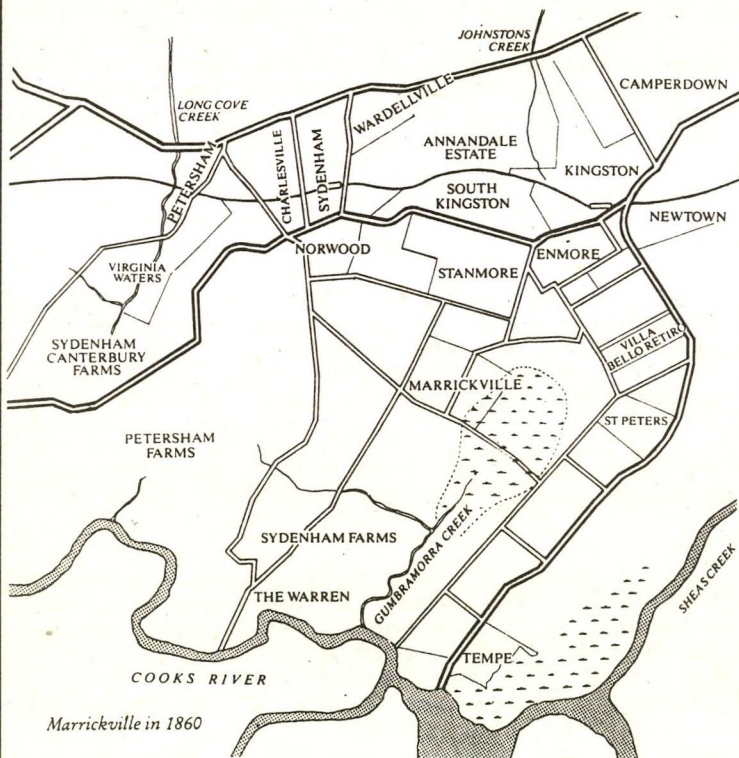 JOHNSTONS
CREEK
CAMPERDOWN
LONG COVE
CREEK
WARDELLVILLE
PETERSHAM
CHARLESVILLE
SYDENHAM
ANNANDALE
ESTATE
KINGSTON
SOUTH
KINGSTON
NEWTOWN
NORWOOD
ENMORE
STANMORE
VIRGINIA
WATERS
SYDENHAM
CANTERBURY
FARMS
VILLA
BELLO RETIRO
MARRICKVILLE
ST PETERS
PETERSHAM
FARMS
SYDENHAM FARMS
GUMBRAMORRA CREEK
SHEAS CREEK
THE WARREN
TEMPE
COOKS RIVER
Marrickville in 1860